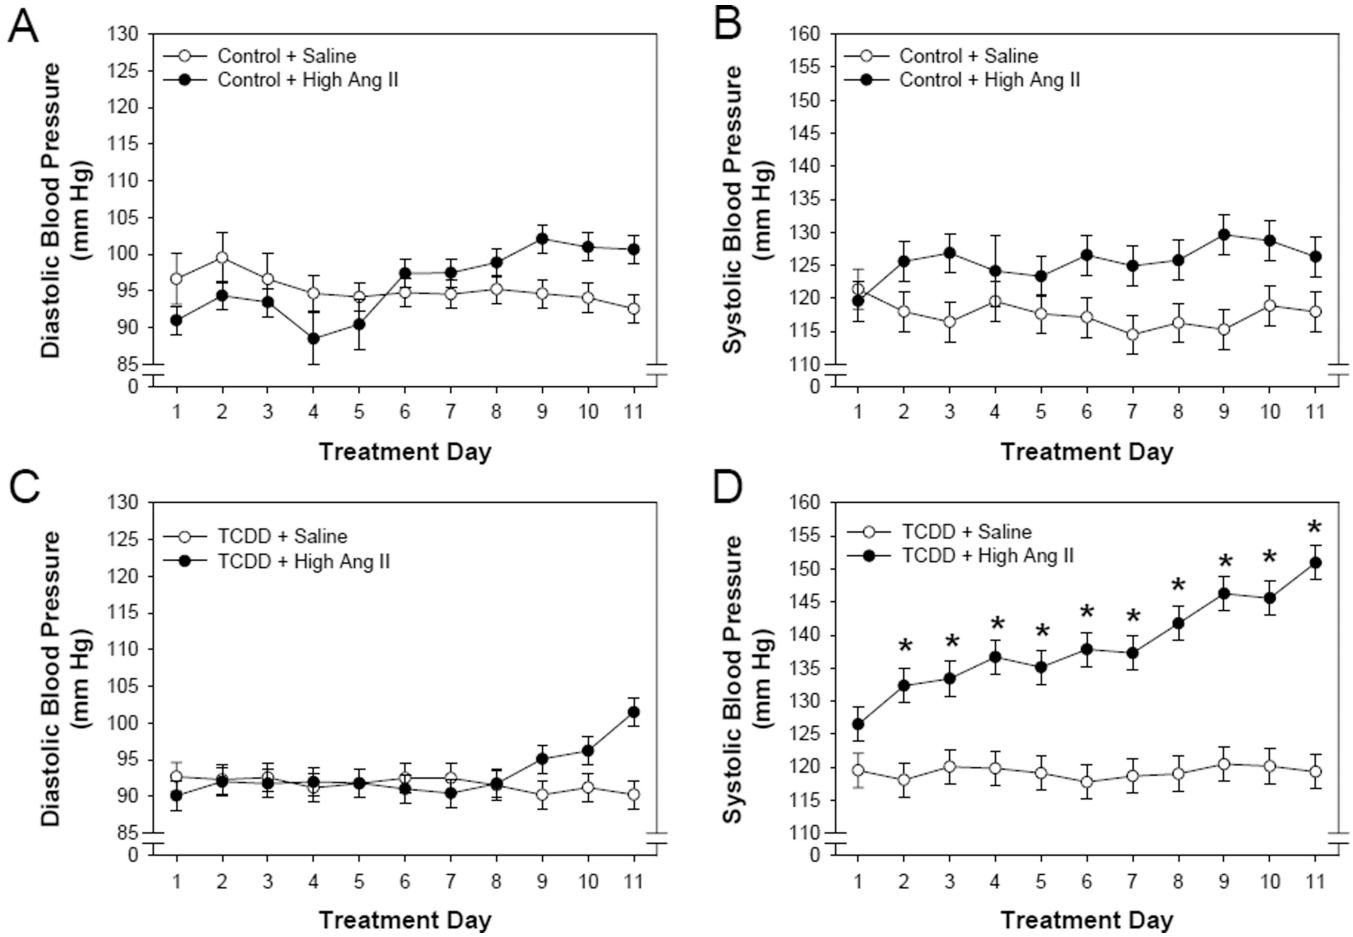 A
Diastolic Blood Pressure
(mm Hg)
130
125
120
115
110
105
100
95
90
85
0
Control + Saline
Control + High Ang II
1 2 3 4 5 6 7 8 9 10 11
Treatment Day
B
Systolic Blood Pressure
(mm Hg)
160
155
150
145
140
135
130
125
120
115
110
0
Control + Saline
Control + High Ang II
1 2 3 4 5 6 7 8 9 10 11
Treatment Day
C
Diastolic Blood Pressure
(mm Hg)
130
125
120
115
110
105
100
95
90
85
0
TCDD + Saline
TCDD + High Ang II
1 2 3 4 5 6 7 8 9 10 11
Treatment Day
D
Systolic Blood Pressure
(mm Hg)
160
155
150
145
140
135
130
125
120
115
110
0
TCDD + Saline
TCDD + High Ang II
* * * * * * * * * *
1 2 3 4 5 6 7 8 9 10 11
Treatment Day